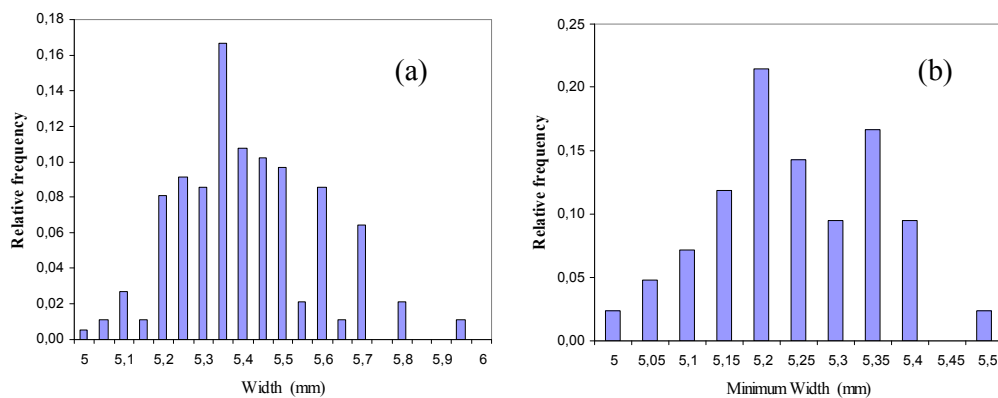 0,18
0,16
0,14
0,12
0,10
0,08
0,06
0,04
0,02
0,00
Relative frequency
(a)
5 5,1 5,2 5,3 5,4 5,5 5,6 5,7 5,8 5,9 6
Width (mm)
0,25
0,20
0,15
0,10
0,05
0,00
Relative frequency
(b)
5 5,05 5,1 5,15 5,2 5,25 5,3 5,35 5,4 5,45 5,5
Minimum Width (mm)